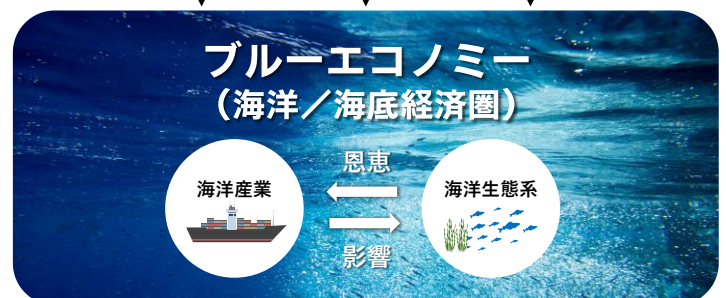 ブルーエコノミー
（海洋／海底経済圏）
恩恵
海洋産業
海洋生態系
影響